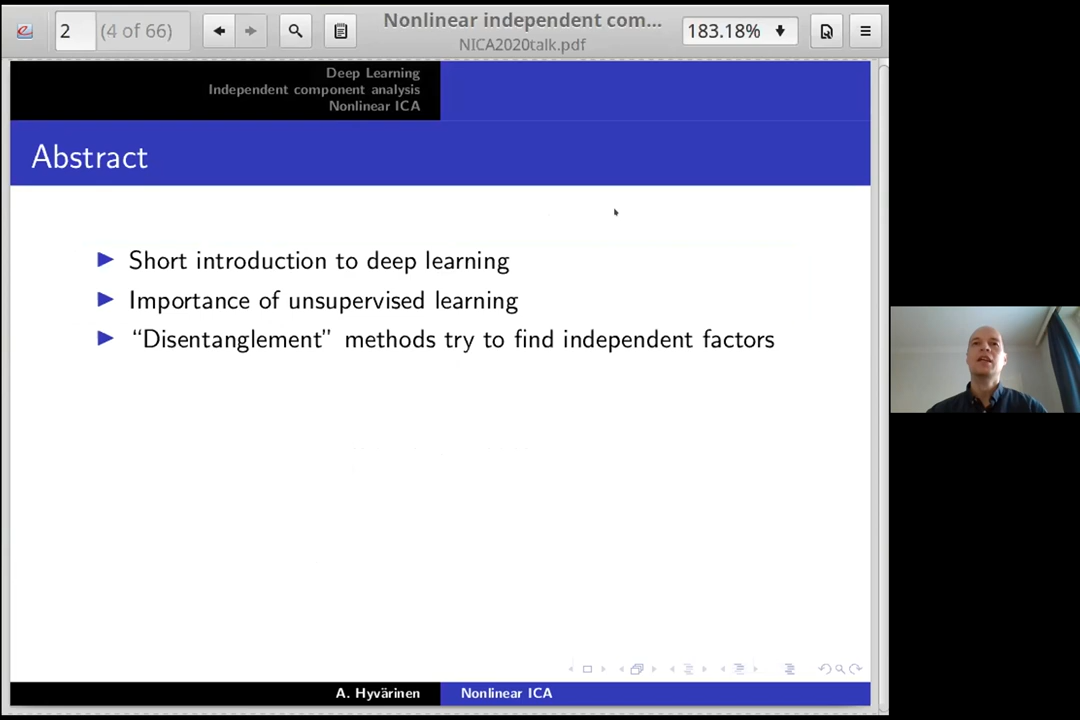 2
(4 of 66)
Nonlinear independent com...
NICA2020talk.pdf
183.18%
Deep Learning
Independent component analysis
Nonlinear ICA
Abstract
Short introduction to deep learning
Importance of unsupervised learning
“Disentanglement” methods try to find independent factors
A. Hyvärinen
Nonlinear ICA